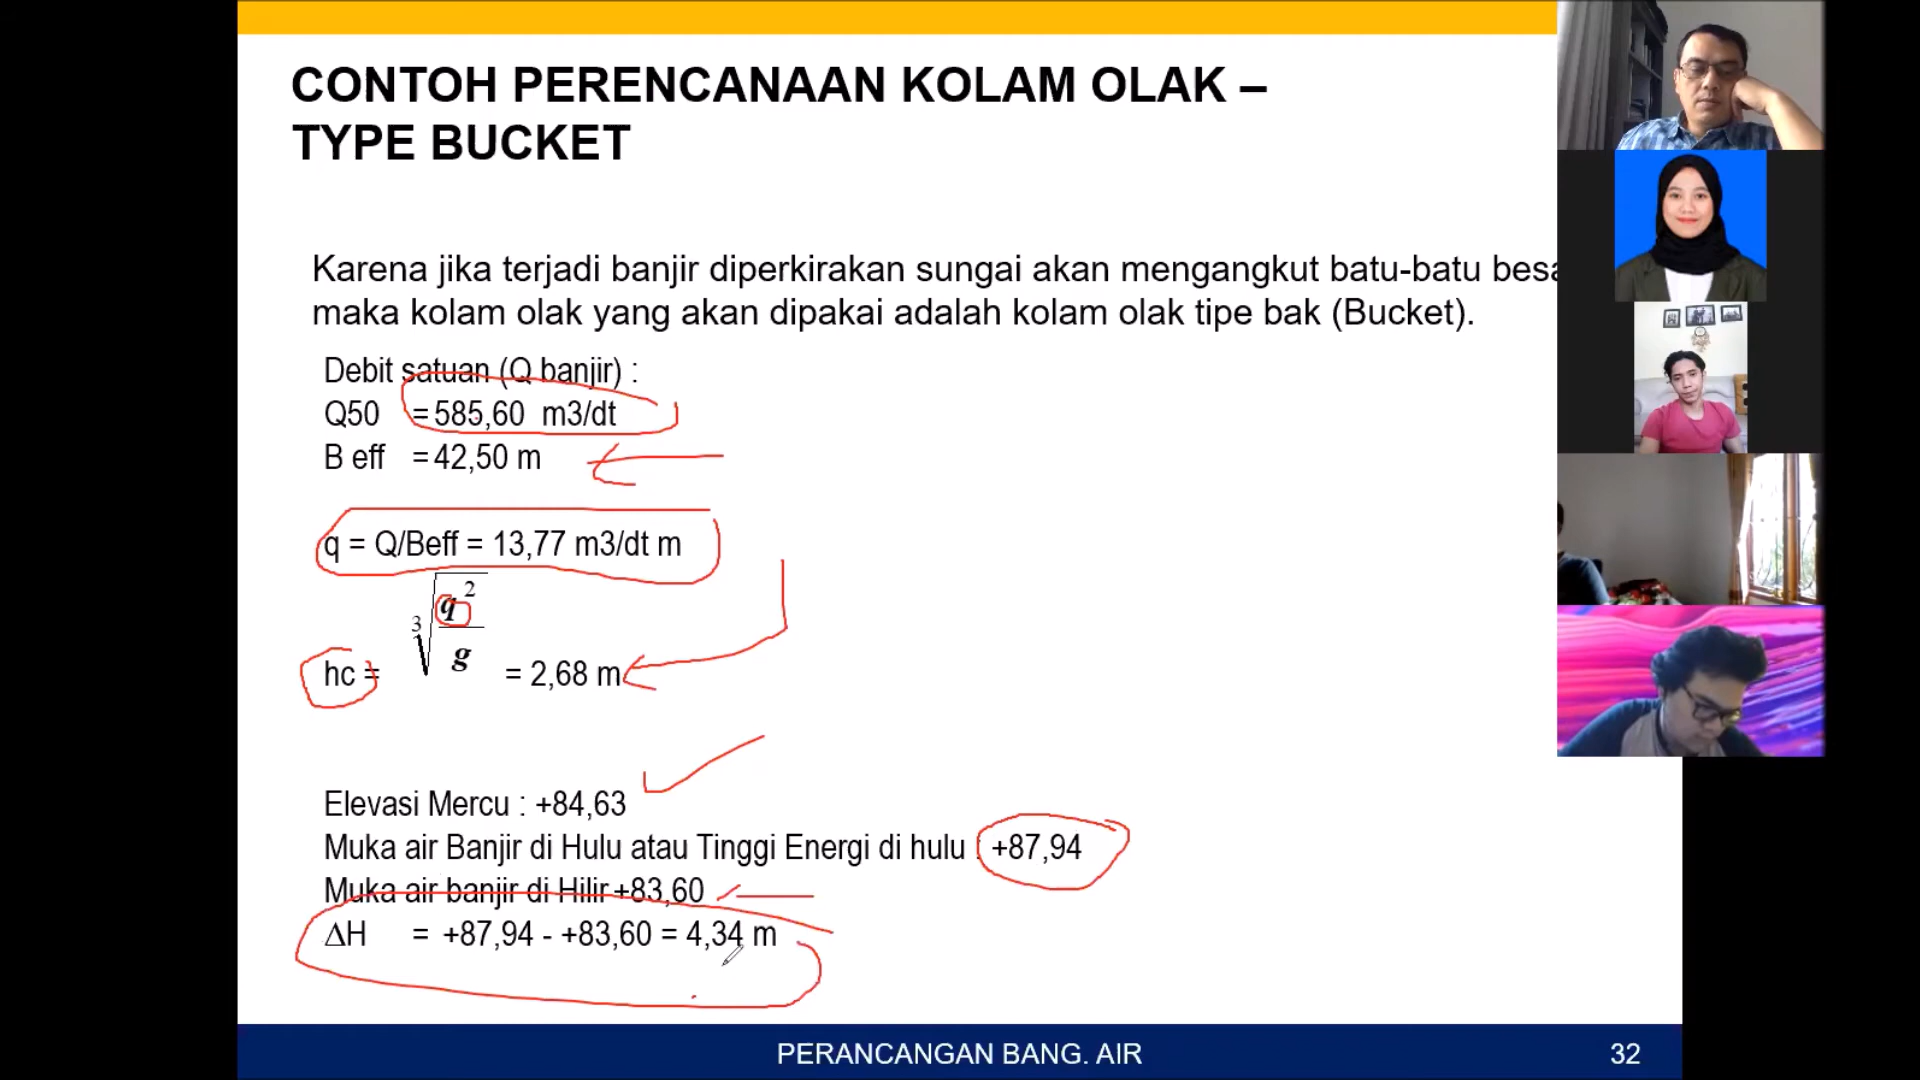 CONTOH PERENCANAAN KOLAM OLAK –
TYPE BUCKET
Karena jika terjadi banjir diperkirakan sungai akan mengangkut batu-batu
maka kolam olak yang akan dipakai adalah kolam olak tipe bak (Bucket).
Debit satuan (Q banjir) :
Q50 = 585,60 m3/dt
B eff = 42,50 m
q = Q/Beff = 13,77 m3/dt m
hc = ∛(q²/g) = 2,68 m
Elevasi Mercu : +84,63
Muka air Banjir di Hulu atau Tinggi Energi di hulu : +87,94
Muka air banjir di Hilir +83,60
ΔH = +87,94 - +83,60 = 4,34 m
PERANCANGAN BANG. AIR 32